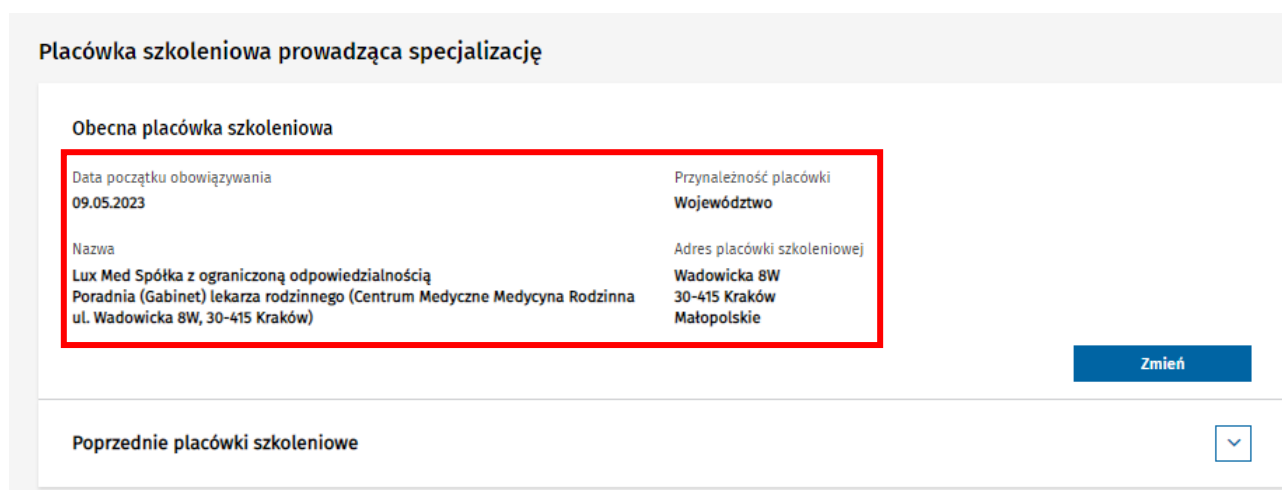 Placówka szkoleniowa prowadząca specjalizację
Obecna placówka szkoleniowa
Data początku obowiązywania
09.05.2023
Przynależność placówki
Województwo
Nazwa
Lux Med Spółka z ograniczoną odpowiedzialnością
Poradnia (Gabinet) lekarza rodzinnego (Centrum Medyczne Medycyna Rodzinna
ul. Wadowicka 8W, 30-415 Kraków)
Adres placówki szkoleniowej
Wadowicka 8W
30-415 Kraków
Małopolskie
Zmień
Poprzednie placówki szkoleniowe